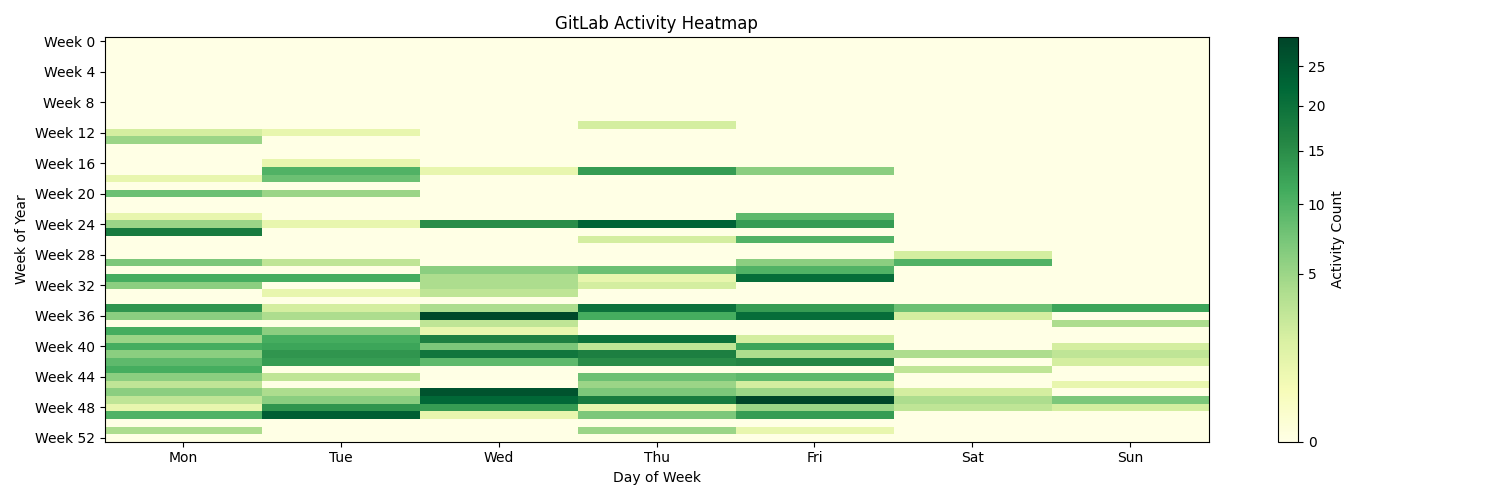 GitLab Activity Heatmap
Week 0
Week 4
Week 8
Week 12
Week 16
Week 20
Week 24
Week 28
Week 32
Week 36
Week 40
Week 44
Week 48
Week 52
Week of Year
Mon Tue Wed Thu Fri Sat Sun
Day of Week
25
20
15
10
5
0
Activity Count